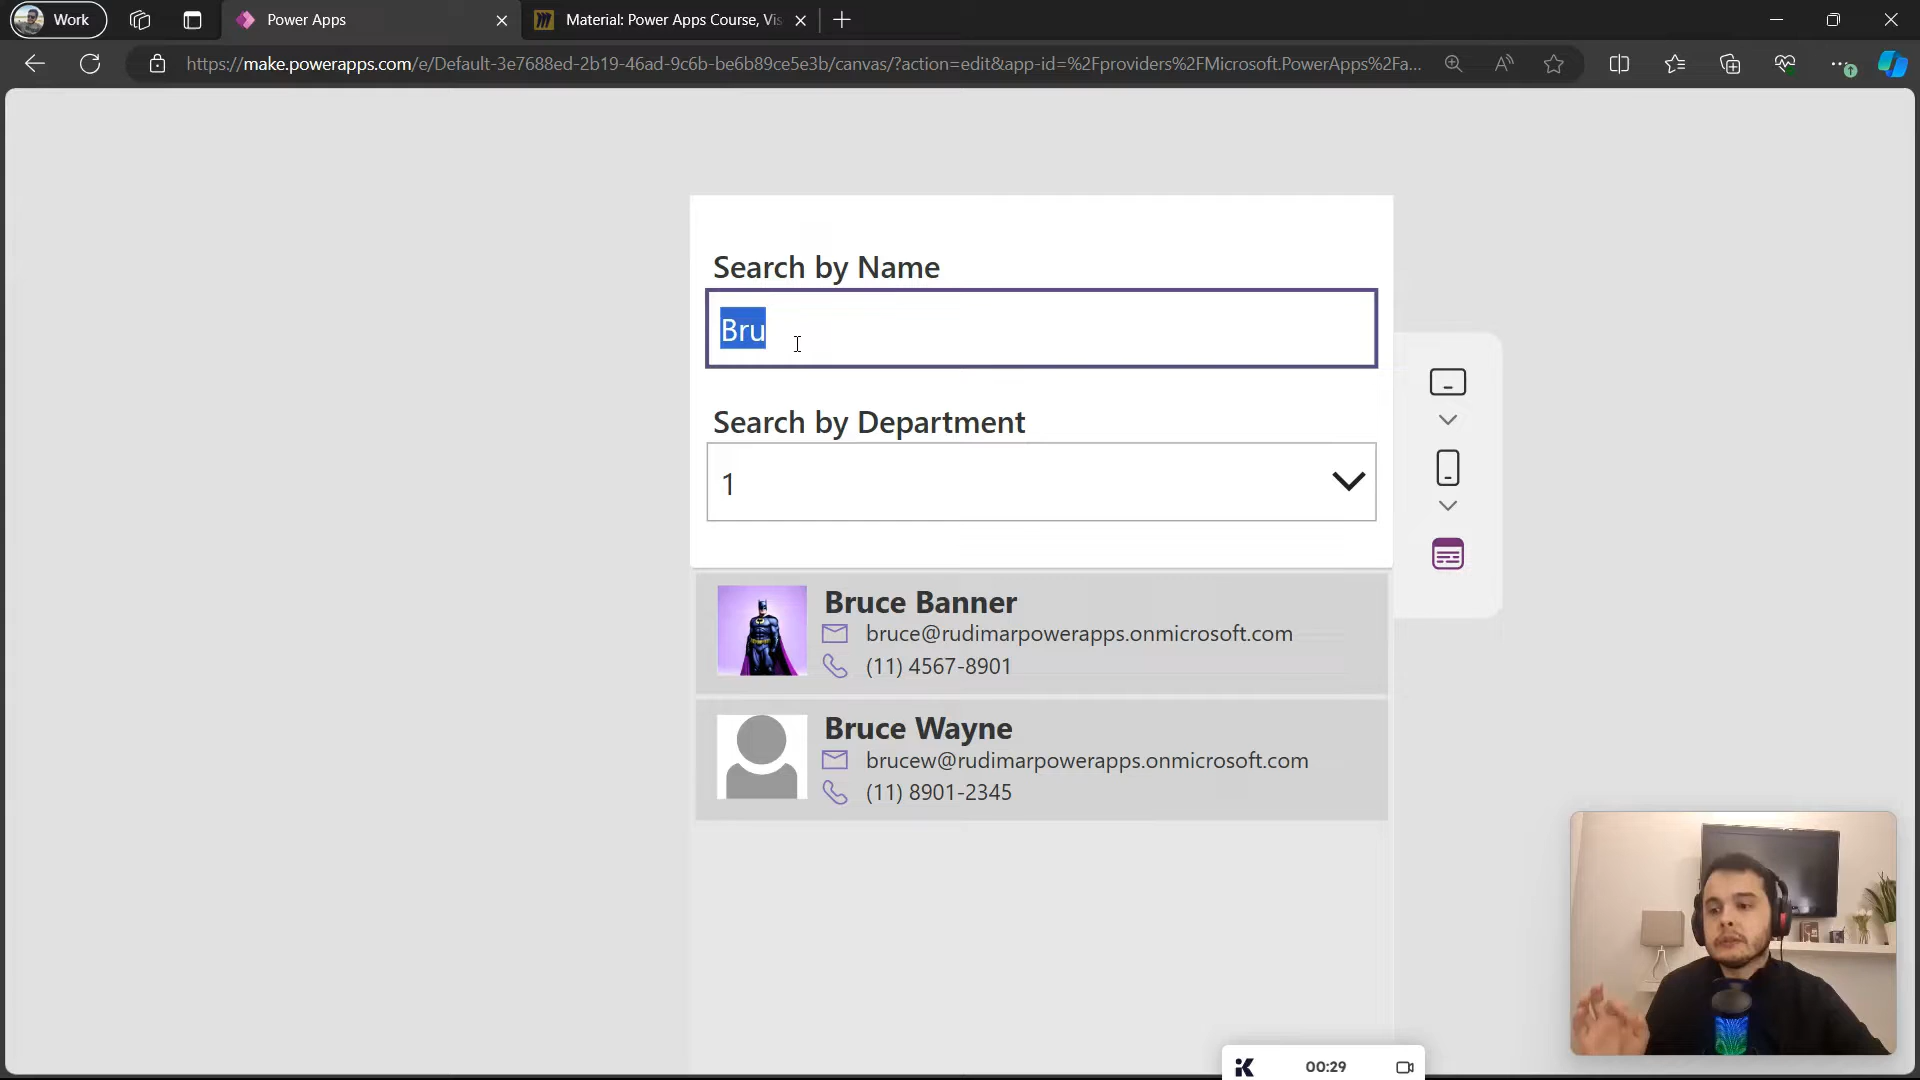 Work
Power Apps
Material: Power Apps Course, Vis
https://make.powerapps.com/e/Default-3e7688ed-2b19-46ad-9c6b-be6b89ce5e3b/canvas/?action=edit&app-id=%2Fproviders%2FMicrosoft.PowerApps%2Fa...
Search by Name
Bru
Search by Department
1
Bruce Banner
bruce@rudimarpowerapps.onmicrosoft.com
(11) 4567-8901
Bruce Wayne
brucew@rudimarpowerapps.onmicrosoft.com
(11) 8901-2345
00:29